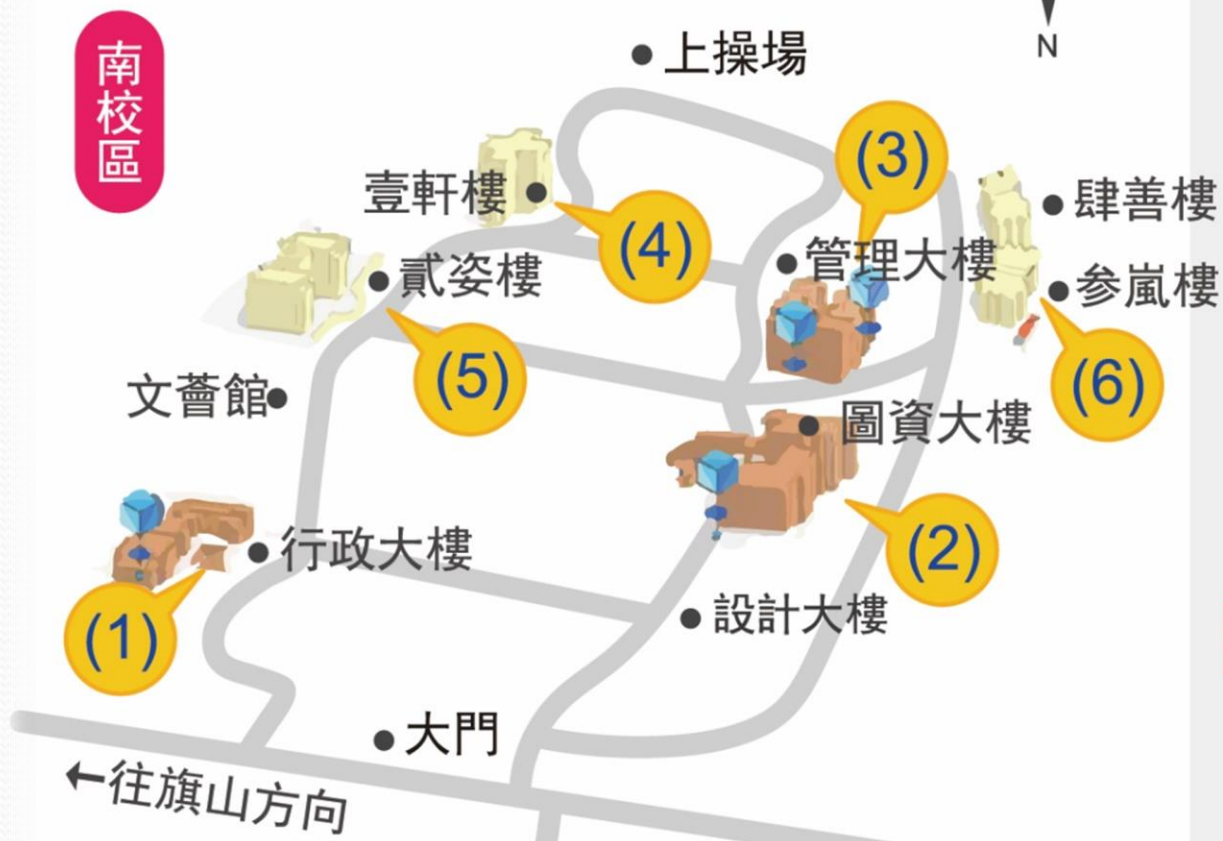 南校區
N
上操場
(3)
壹軒樓
肆善樓
(4)
管理大樓
貳姿樓
参嵐樓
(5)
(6)
文薈館
圖資大樓
行政大樓
(2)
(1)
設計大樓
大門
←往旗山方向